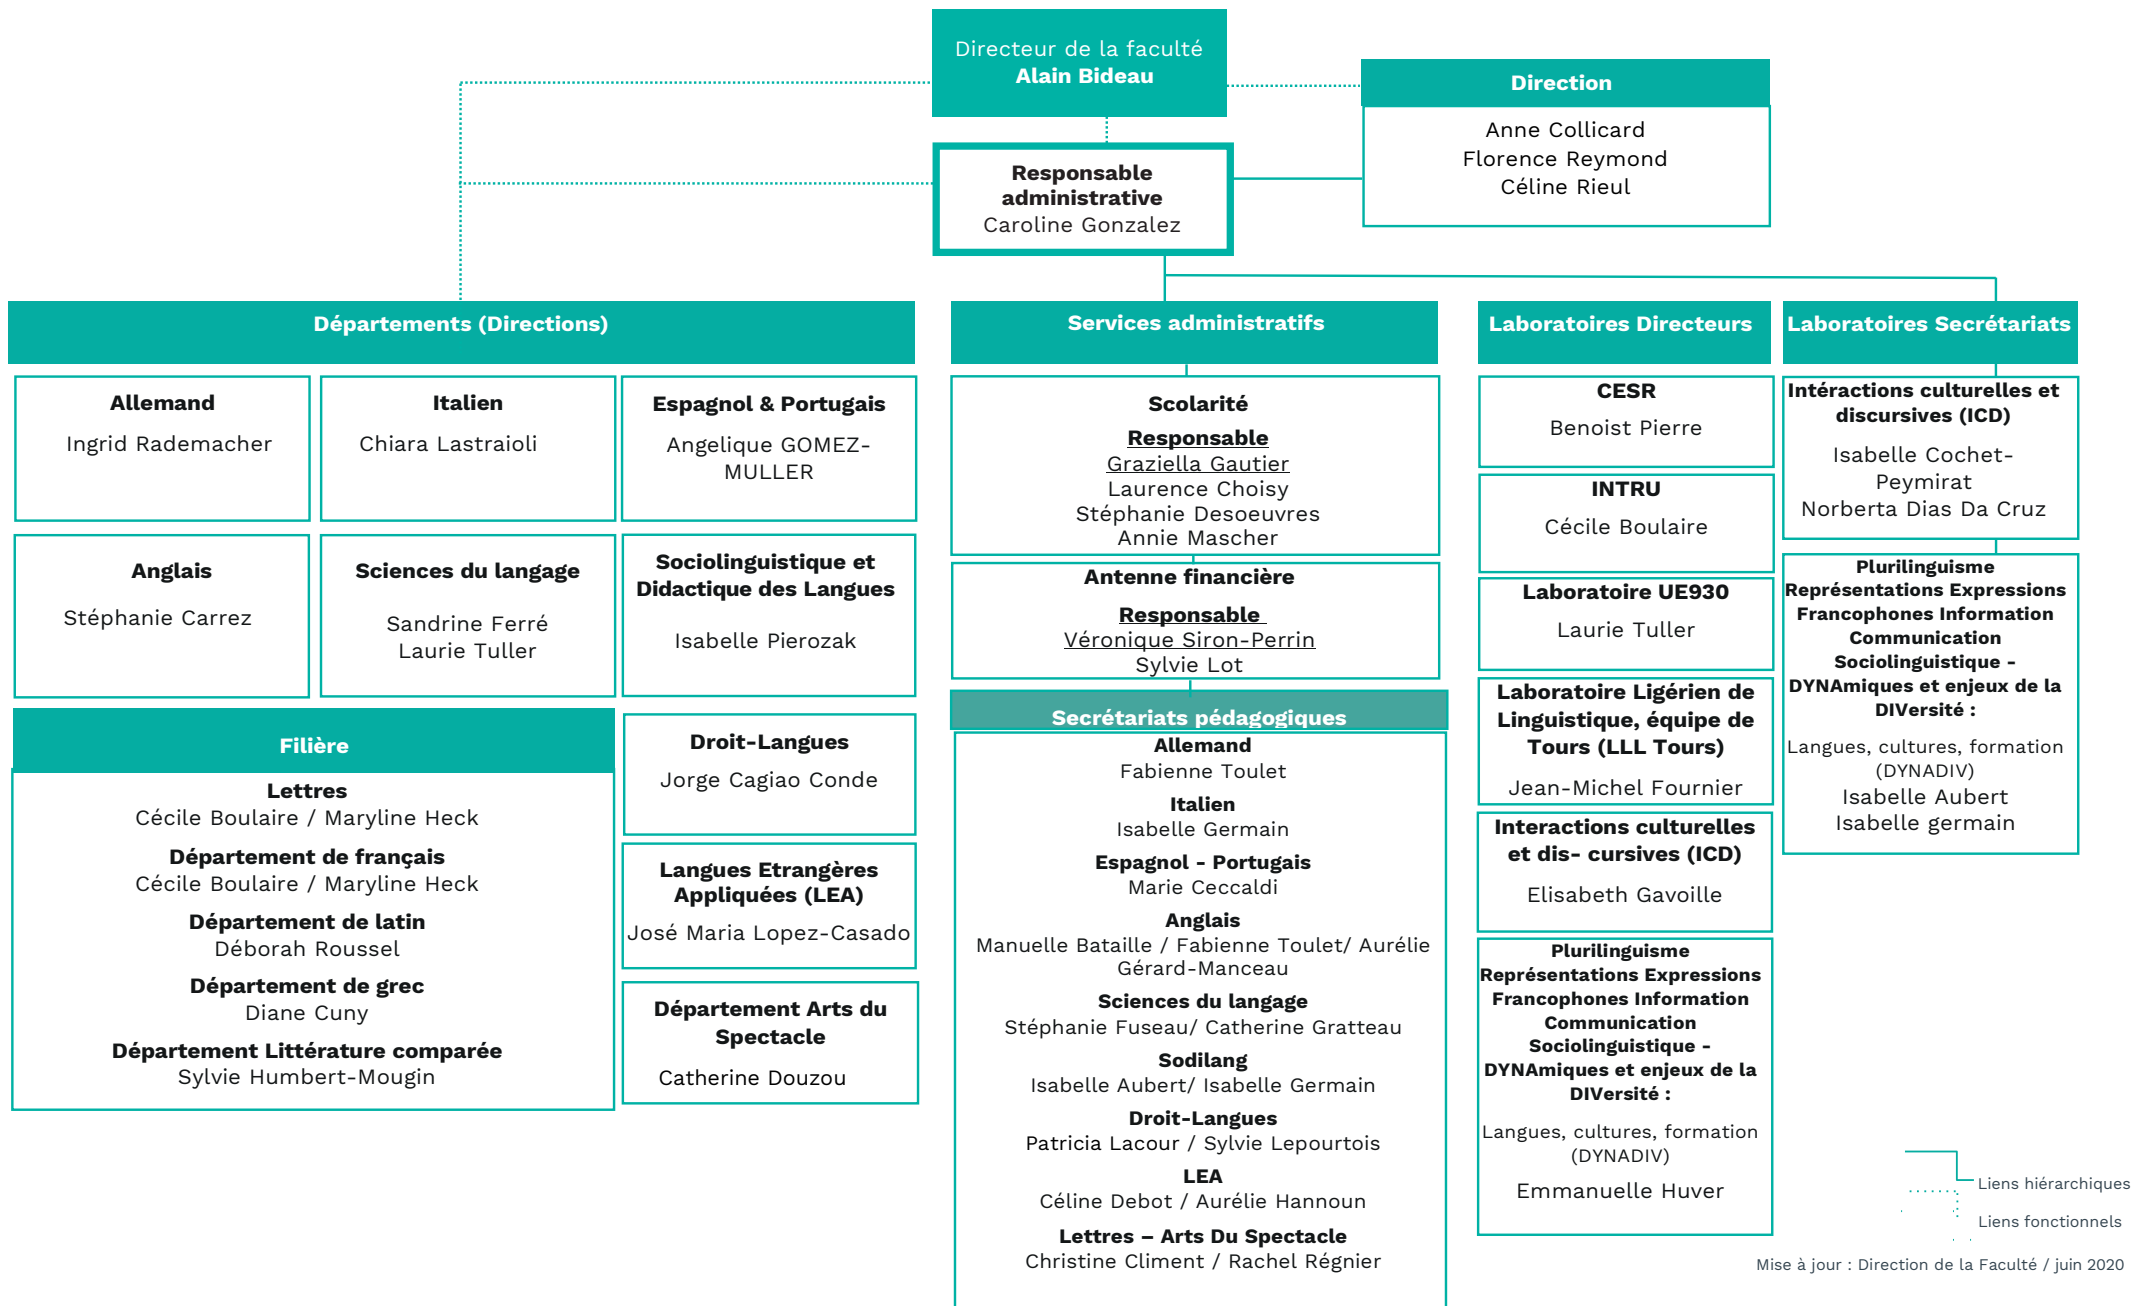 Directeur de la faculté
Alain Bideau
Direction
Anne Collicard
Florence Reymond
Céline Rieul
Responsable
administrative
Caroline Gonzalez
Départements (Directions)
Allemand
Ingrid Rademacher
Italien
Chiara Lastraioli
Espagnol & Portugais
Angelique GOMEZ-
MULLER
Anglais
Stéphanie Carrez
Sciences du langage
Sandrine Ferré
Laurie Tuller
Sociolinguistique et
Didactique des Langues
Isabelle Pierozak
Filière
Lettres
Cécile Boulaire / Maryline Heck
Département de français
Cécile Boulaire / Maryline Heck
Département de latin
Déborah Roussel
Département de grec
Diane Cuny
Département Littérature comparée
Sylvie Humbert-Mougin
Droit-Langues
Jorge Cagiao Conde
Langues Etrangères
Appliquées (LEA)
José Maria Lopez-Casado
Département Arts du
Spectacle
Catherine Douzou
Services administratifs
Scolarité
Responsable
Graziella Gautier
Laurence Choisy
Stéphanie Desoeuvres
Annie Mascher
Antenne financière
Responsable
Véronique Siron-Perrin
Sylvie Lot
Secrétariats pédagogiques
Allemand
Fabienne Toulet
Italien
Isabelle Germain
Espagnol - Portugais
Marie Ceccaldi
Anglais
Manuelle Bataille / Fabienne Toulet/ Aurélie
Gérard-Manceau
Sciences du langage
Stéphanie Fuseau/ Catherine Gratteau
Sodilang
Isabelle Aubert/ Isabelle Germain
Droit-Langues
Patricia Lacour / Sylvie Lepourtois
LEA
Céline Debot / Aurélie Hannoun
Lettres – Arts Du Spectacle
Christine Climent / Rachel Régnier
Laboratoires Directeurs
CESR
Benoist Pierre
INTRU
Cécile Boulaire
Laboratoire UE930
Laurie Tuller
Laboratoire Ligérien de
Linguistique, équipe de
Tours (LLL Tours)
Jean-Michel Fournier
Interactions culturelles
et dis- cursives (ICD)
Elisabeth Gavoille
Plurilinguisme
Représentations Expressions
Francophones Information
Communication
Sociolinguistique -
DYNAmiques et enjeux de la
DIVersité :
Langues, cultures, formation
(DYNADIV)
Emmanuelle Huver
Laboratoires Secrétariats
Intéractions culturelles et
discursives (ICD)
Isabelle Cochet-
Peymirat
Norberta Dias Da Cruz
Plurilinguisme
Représentations Expressions
Francophones Information
Communication
Sociolinguistique -
DYNAmiques et enjeux de la
DIVersité :
Langues, cultures, formation
(DYNADIV)
Isabelle Aubert
Isabelle germain
Liens hiérarchiques
Liens fonctionnels
Mise à jour : Direction de la Faculté / juin 2020